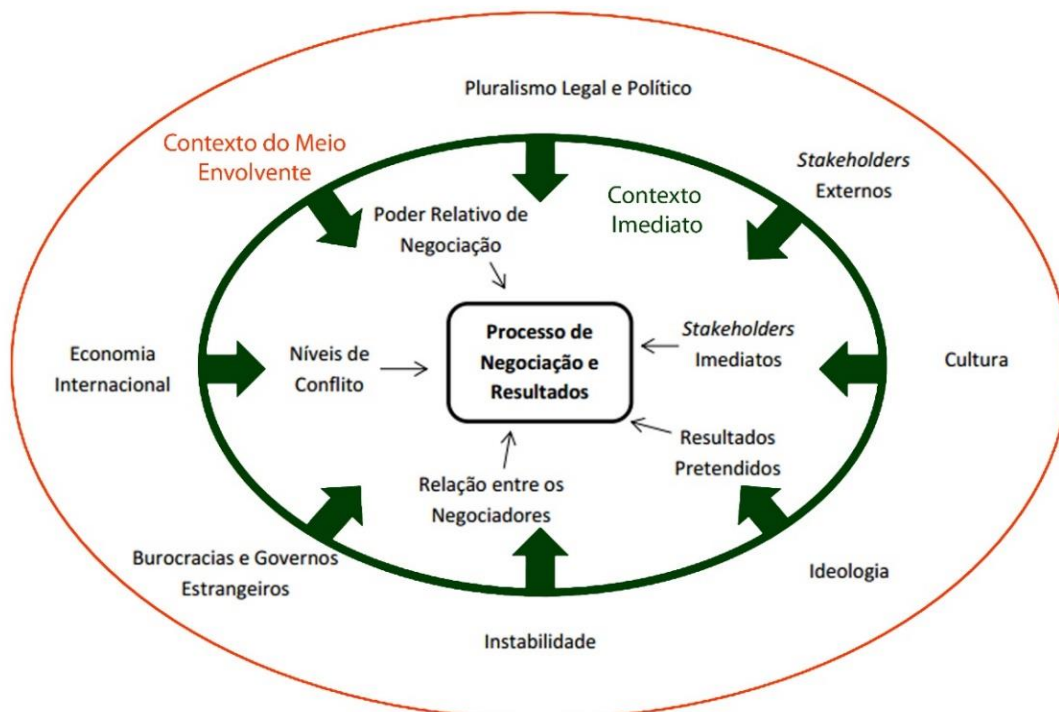 Pluralismo Legal e Político
Contexto do Meio
Envolvente
Stakeholders
Externos
Contexto
Imediato
Poder Relativo de
Negociação
Processo de
Negociação e
Resultados
Stakeholders
Imediatos
Economia
Internacional
Níveis de
Conflito
Cultura
Resultados
Pretendidos
Relação entre os
Negociadores
Burocracias e Governos
Estrangeiros
Ideologia
Instabilidade